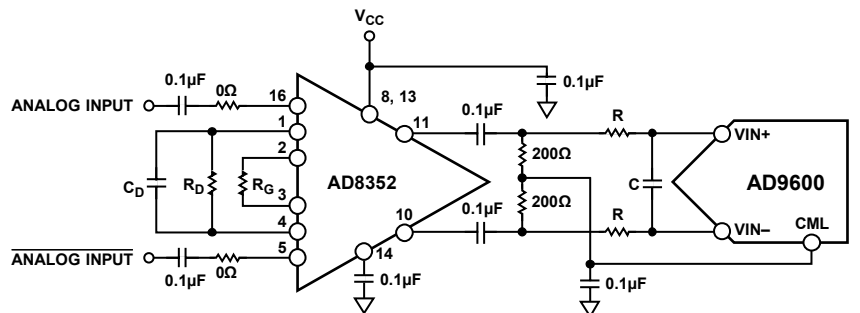 VCC
0.1µF
0Ω
16
8, 13
0.1µF
ANALOG INPUT
1
11
0.1µF
R
2
VIN+
200Ω
CD
RD
RG
AD8352
C
AD9600
3
200Ω
4
10
0.1µF
R
VIN–
CML
ANALOG INPUT
5
14
0.1µF
0Ω
0.1µF
0.1µF